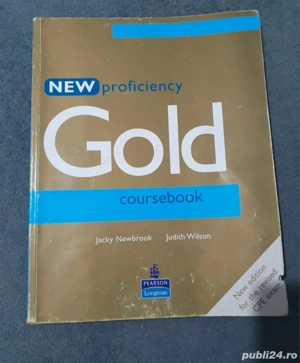 NEW proficiency
Gold
coursebook
Jacky Newbrook Judith Wilson
PEARSON
Longman
New edition
for the revised
CPE exam
publi24.ro